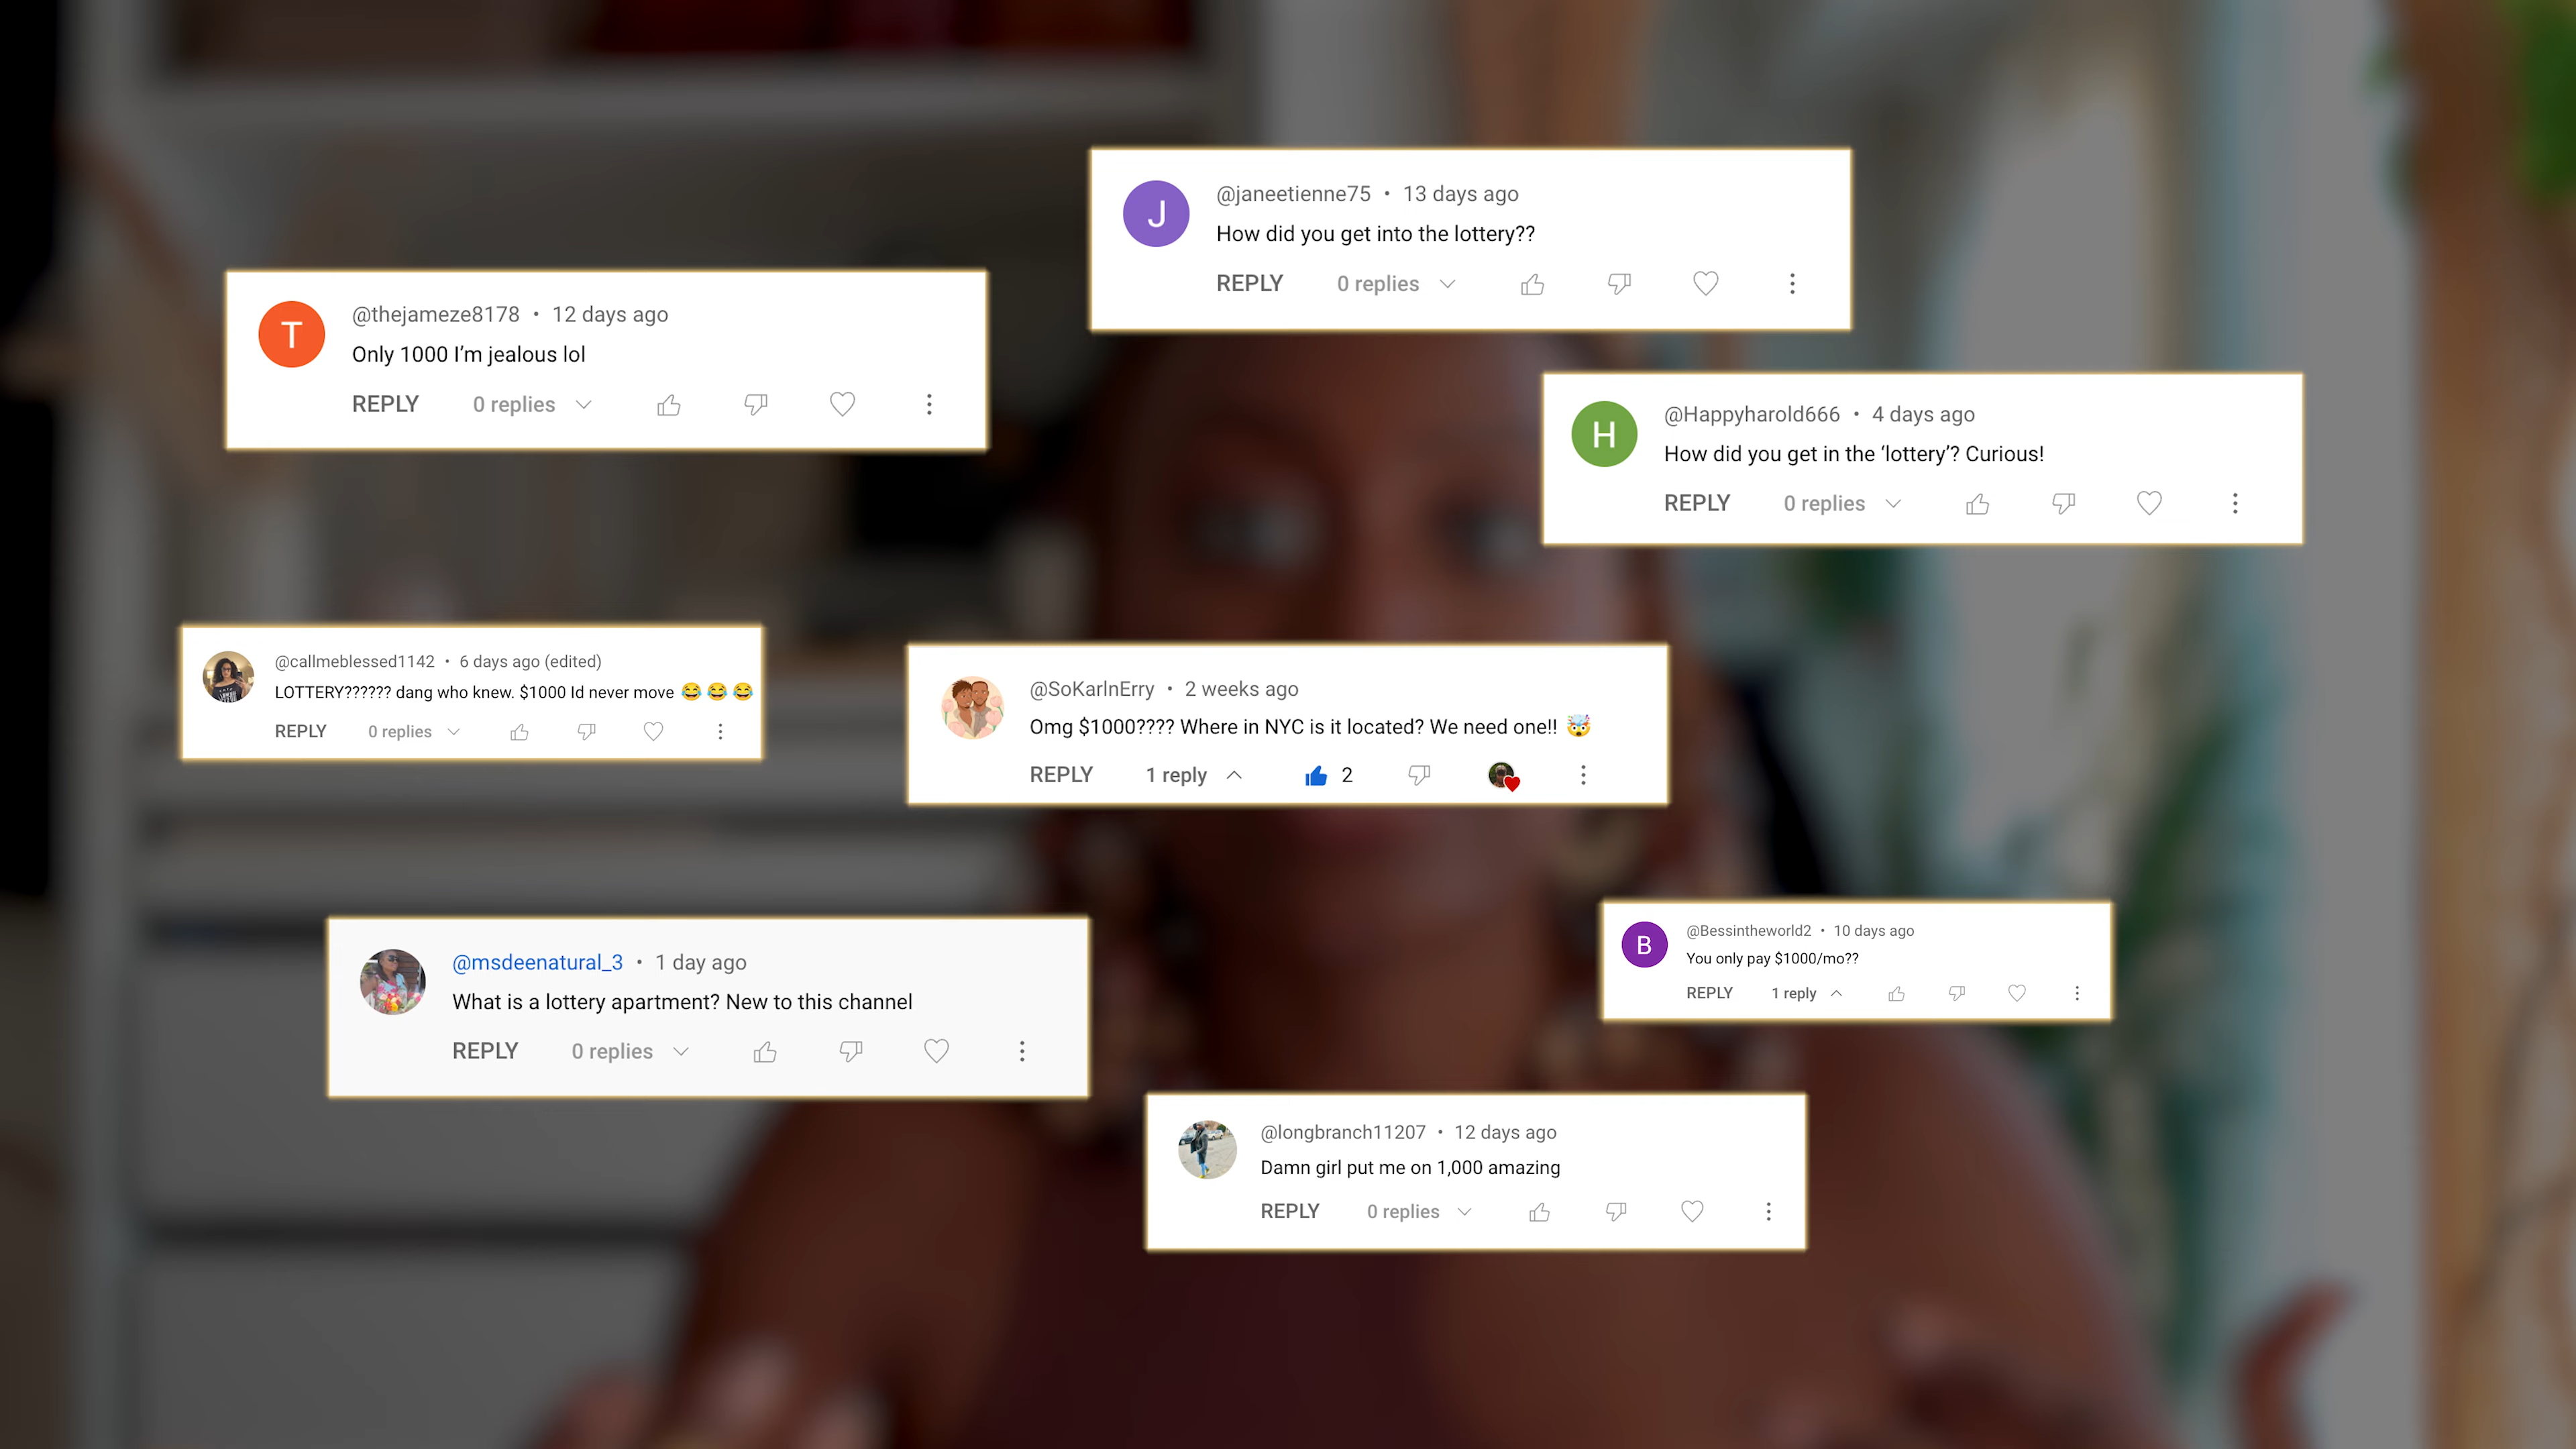 @janeetienne75 • 13 days ago
How did you get into the lottery??
REPLY 0 replies
T
@thejameze8178 • 12 days ago
Only 1000 I'm jealous lol
REPLY 0 replies
J
H
@Happyharold666 • 4 days ago
How did you get in the ‘lottery’? Curious!
REPLY 0 replies
@callmeblessed1142 • 6 days ago (edited)
LOTTERY?????? dang who knew. $1000 Id never move 😂😂😂
REPLY 0 replies
@SoKarlnErry • 2 weeks ago
Omg $1000???? Where in NYC is it located? We need one!! 🤯
REPLY 1 reply 2
B
@Bessintheworld2 • 10 days ago
You only pay $1000/mo??
REPLY 1 reply
@msdeenatural_3 • 1 day ago
What is a lottery apartment? New to this channel
REPLY 0 replies
@longbranch11207 • 12 days ago
Damn girl put me on 1,000 amazing
REPLY 0 replies